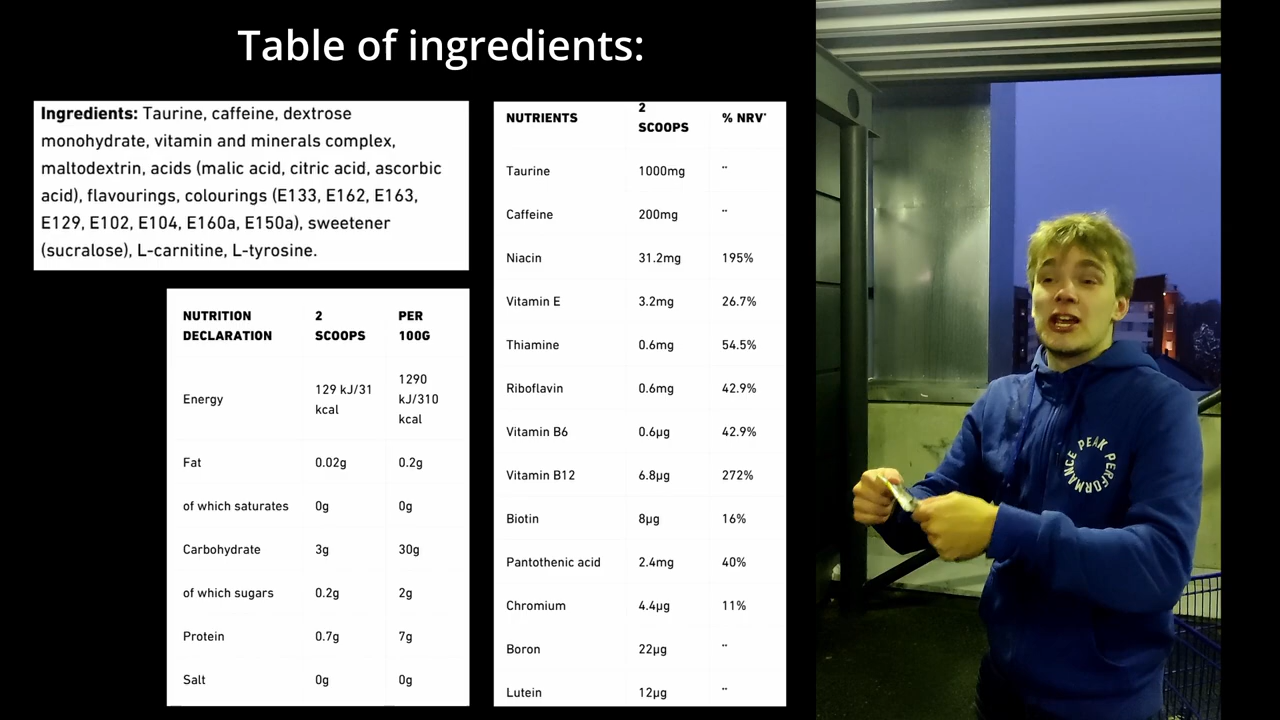 Table of ingredients:
Ingredients: Taurine, caffeine, dextrose
monohydrate, vitamin and minerals complex,
maltodextrin, acids (malic acid, citric acid, ascorbic
acid), flavourings, colourings (E133, E162, E163,
E129, E102, E104, E160a, E150a), sweetener
(sucralose), L-carnitine, L-tyrosine.
NUTRITION DECLARATION 2 SCOOPS PER 100G
Energy 129 kJ/31 kcal 1290 kJ/310 kcal
Fat 0.02g 0.2g
of which saturates 0g 0g
Carbohydrate 3g 30g
of which sugars 0.2g 2g
Protein 0.7g 7g
Salt 0g 0g
NUTRIENTS 2 SCOOPS % NRV*
Taurine 1000mg **
Caffeine 200mg **
Niacin 31.2mg 195%
Vitamin E 3.2mg 26.7%
Thiamine 0.6mg 54.5%
Riboflavin 0.6mg 42.9%
Vitamin B6 0.6µg 42.9%
Vitamin B12 6.8µg 272%
Biotin 8µg 16%
Pantothenic acid 2.4mg 40%
Chromium 4.4µg 11%
Boron 22µg **
Lutein 12µg **
PEAK PERFORMANCE